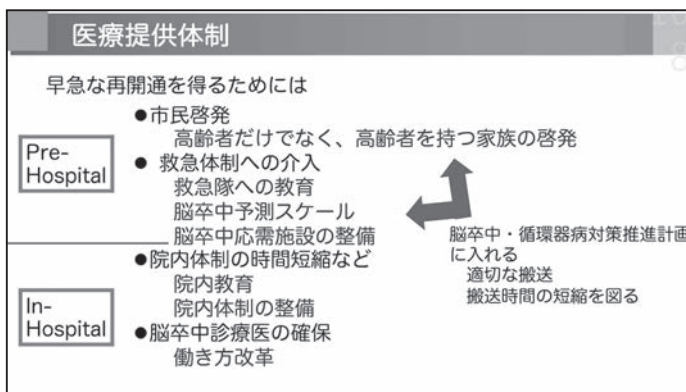 医療提供体制
早急な再開通を得るためには
●市民啓発
高齢者だけでなく、高齢者を持つ家族の啓発
Pre-
Hospital
● 救急体制への介入
救急隊への教育
脳卒中予測スケール
脳卒中応需施設の整備
脳卒中・循環器病対策推進計画
に入れる
適切な搬送
搬送時間の短縮を図る
●院内体制の時間短縮など
院内教育
院内体制の整備
In-
Hospital
●脳卒中診療医の確保
働き方改革